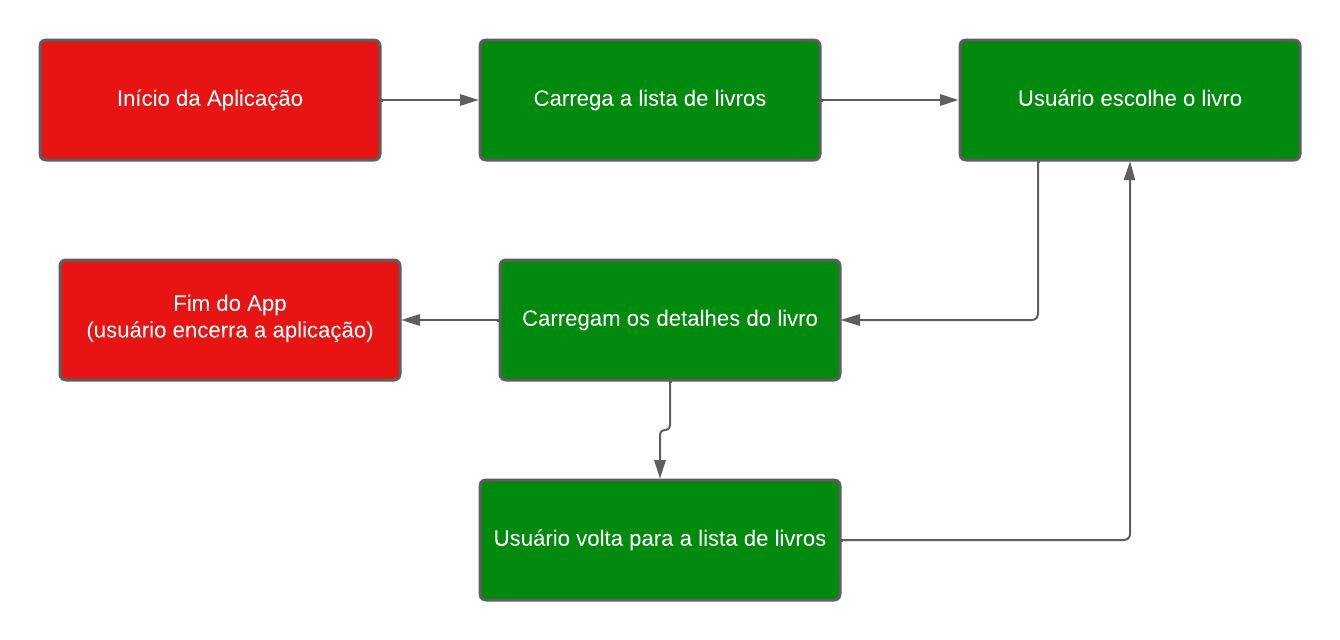 Início da Aplicação
Carrega a lista de livros
Usuário escolhe o livro
Fim do App
(usuário encerra a aplicação)
Carregam os detalhes do livro
Usuário volta para a lista de livros